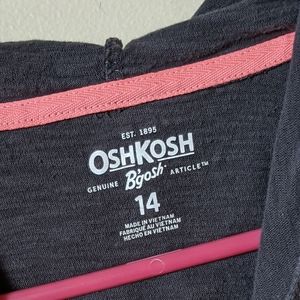 EST. 1895
OSHKOSH
GENUINE B'gosh ARTICLE™
14
MADE IN VIETNAM
FABRIQUÉ AU VIETNAM
HECHO EN VIETNAM